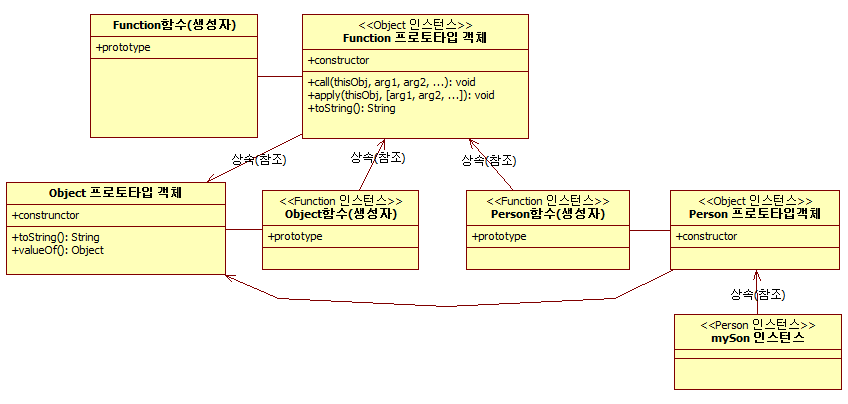 Function함수(생성자)
+prototype
<<Object 인스턴스>>
Function 프로토타입 객체
+constructor
+call(thisObj, arg1, arg2, ...): void
+apply(thisObj, [arg1, arg2, ...]): void
+toString(): String
상속(참조)
상속(참조)
상속(참조)
Object 프로토타입 객체
+construnctor
+toString(): String
+valueOf(): Object
<<Function 인스턴스>>
Object함수(생성자)
+prototype
<<Function 인스턴스>>
Person함수(생성자)
+prototype
<<Object 인스턴스>>
Person 프로토타입객체
+constructor
상속(참조)
<<Person 인스턴스>>
mySon 인스턴스